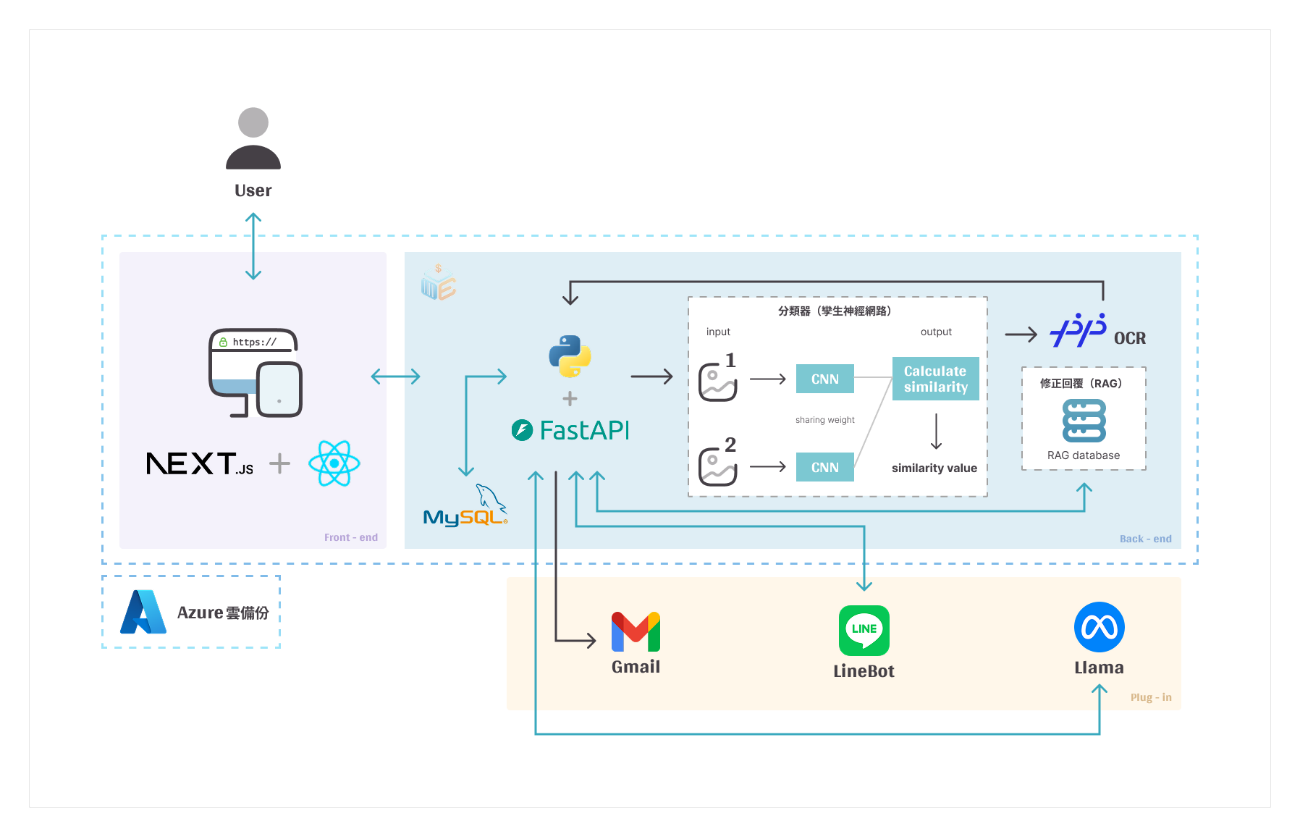 User
https://
NEXT.JS
+
Front - end
$
+
FastAPI
MySQL
分類器（孿生神經網路）
input
output
1
CNN
Calculate
similarity
sharing weight
2
CNN
similarity value
OCR
修正回覆（RAG）
RAG database
Back - end
Azure 雲備份
Gmail
LINE
LineBot
Llama
Plug - in